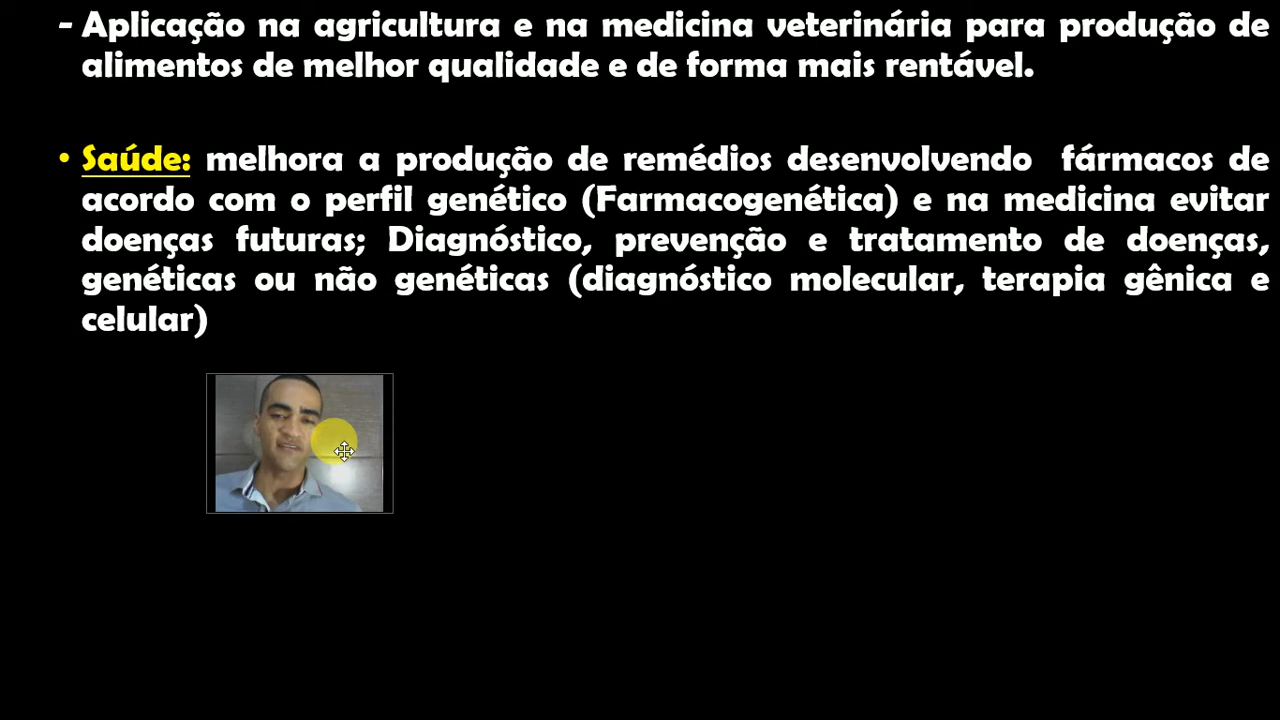 - Aplicação na agricultura e na medicina veterinária para produção de
alimentos de melhor qualidade e de forma mais rentável.
• Saúde: melhora a produção de remédios desenvolvendo fármacos de
acordo com o perfil genético (Farmacogenética) e na medicina evitar
doenças futuras; Diagnóstico, prevenção e tratamento de doenças,
genéticas ou não genéticas (diagnóstico molecular, terapia gênica e
celular)